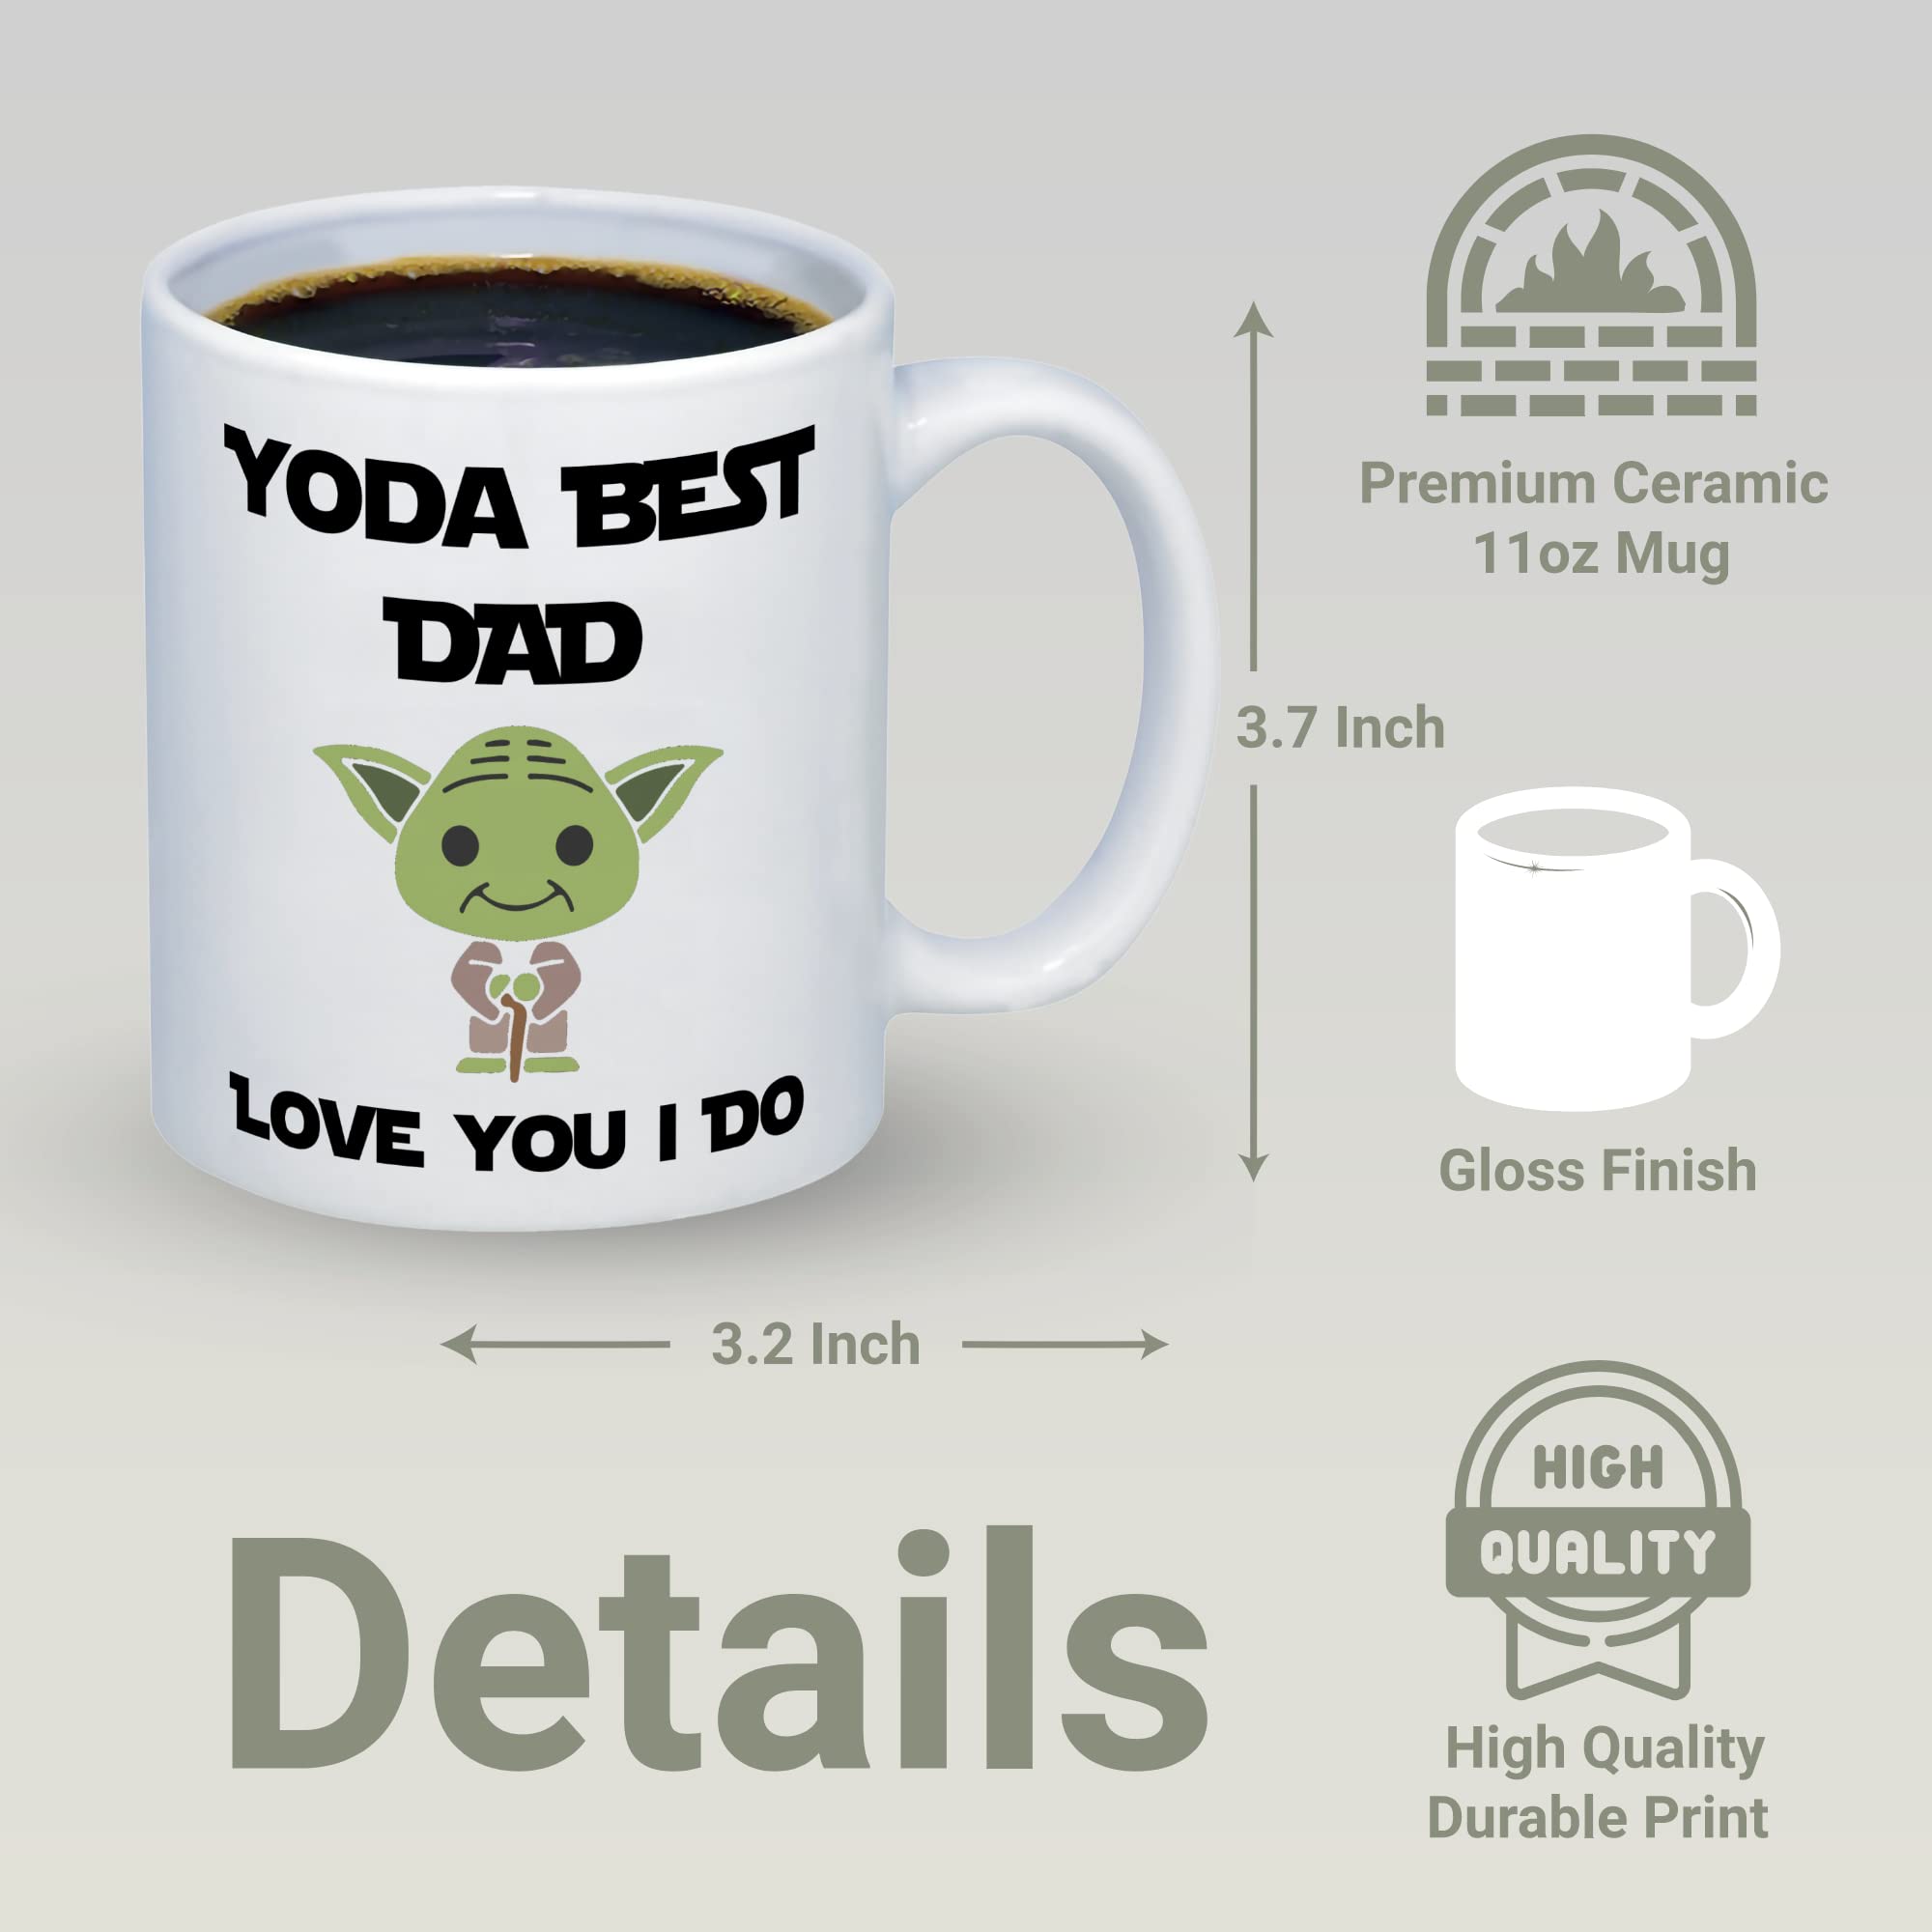 YODA BEST
DAD
LOVE YOU I DO
Premium Ceramic
11oz Mug
3.7 Inch
Gloss Finish
3.2 Inch
HIGH
QUALITY
High Quality
Durable Print
Details